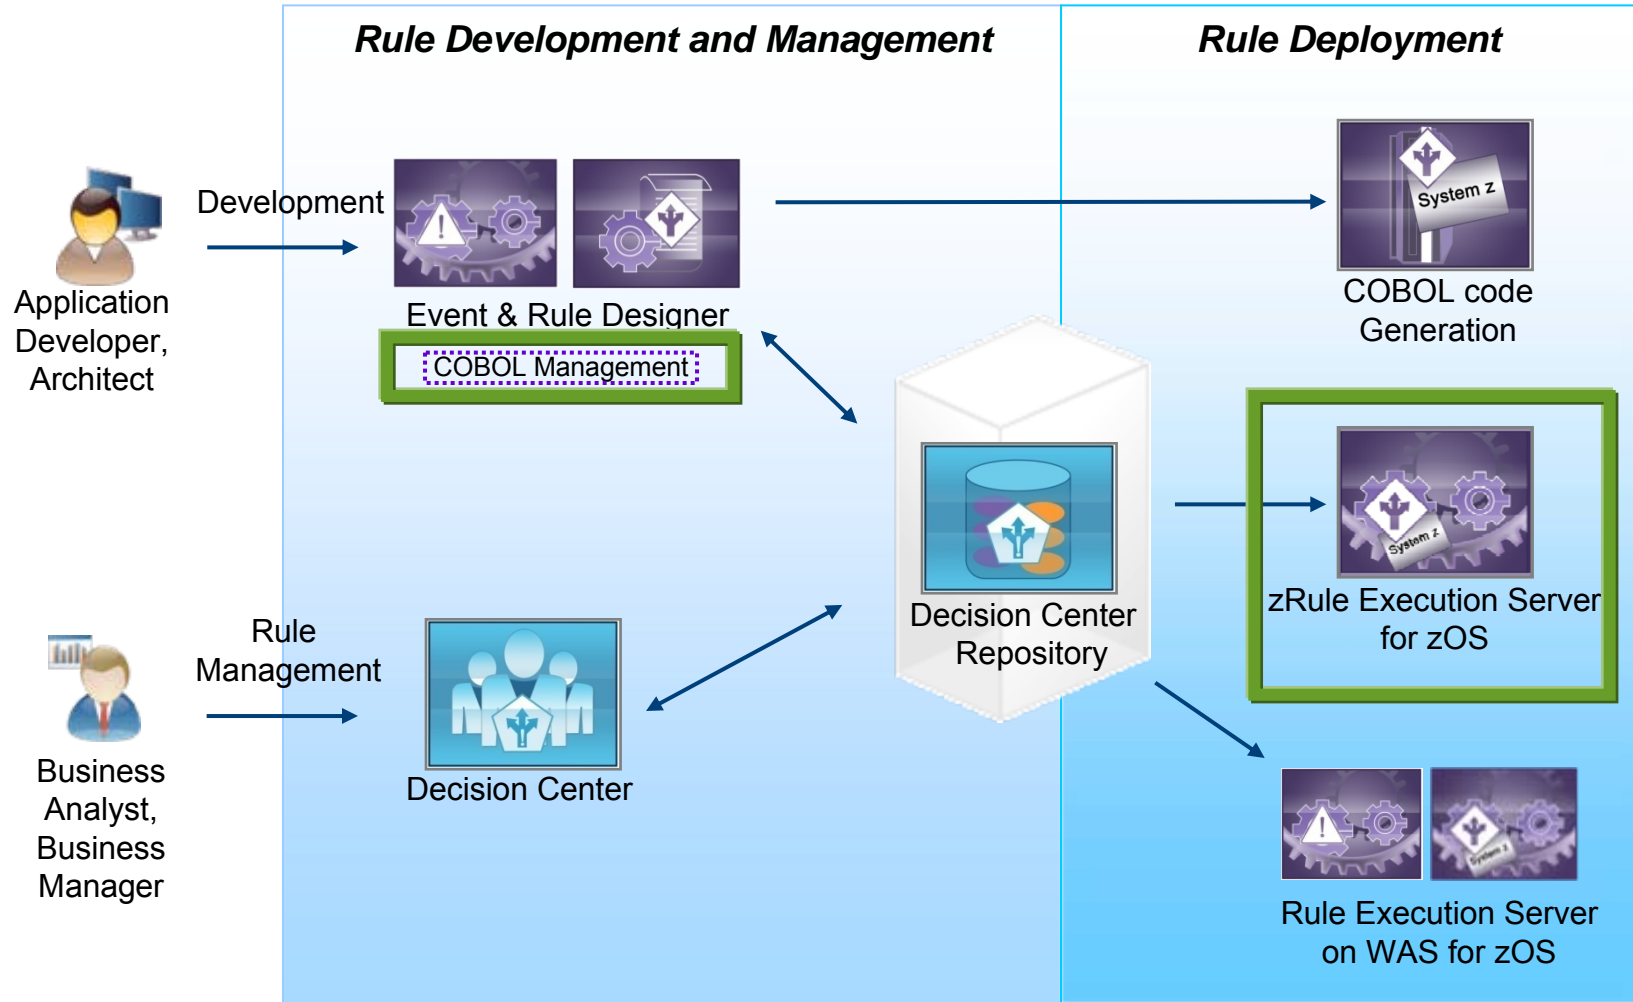 Rule Development and Management
Rule Deployment
Development
Application
Developer,
Architect
Event & Rule Designer
COBOL Management
System z
COBOL code
Generation
System z
zRule Execution Server
for zOS
Decision Center
Repository
Rule
Management
Business
Analyst,
Business
Manager
Decision Center
System z
Rule Execution Server
on WAS for zOS